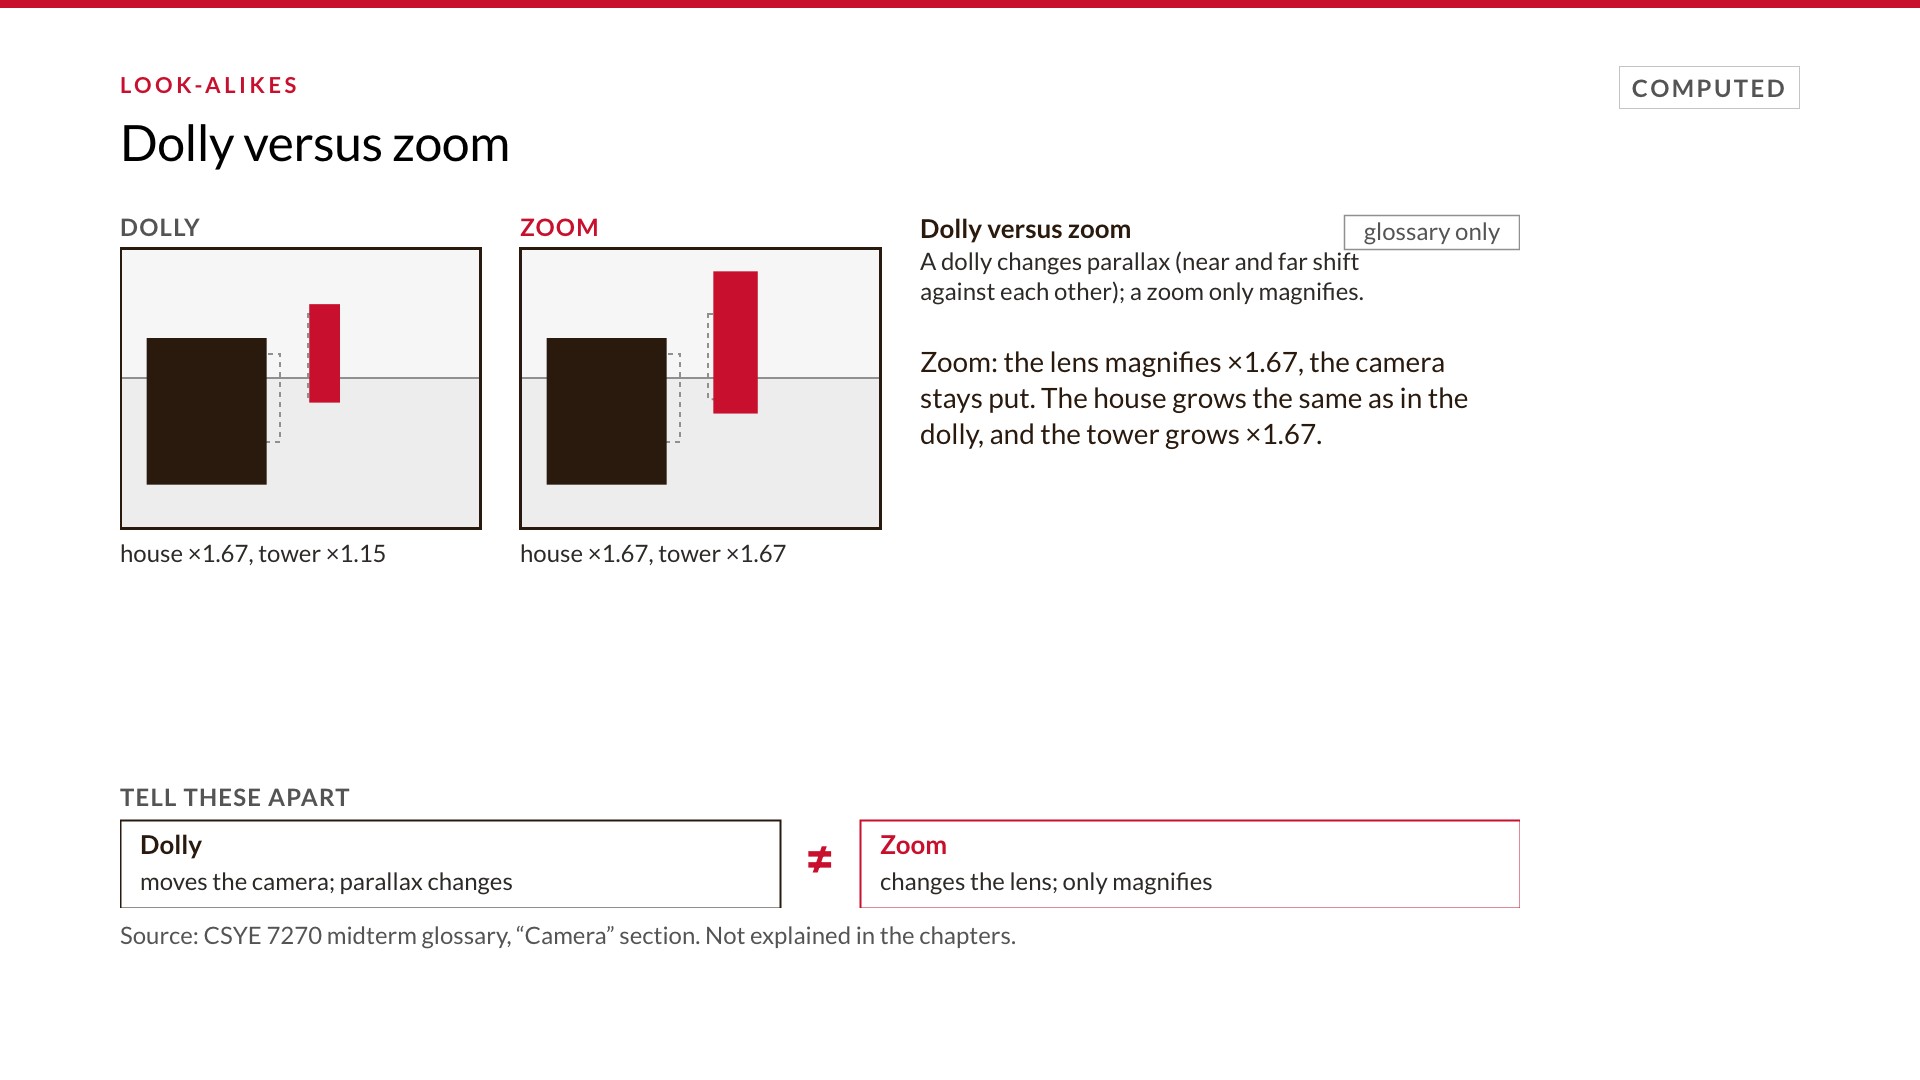 LOOK-ALIKES
COMPUTED
Dolly versus zoom
DOLLY
ZOOM
house ×1.67, tower ×1.15
house ×1.67, tower ×1.67
Dolly versus zoom
glossary only
A dolly changes parallax (near and far shift
against each other); a zoom only magnifies.
Zoom: the lens magnifies ×1.67, the camera
stays put. The house grows the same as in the
dolly, and the tower grows ×1.67.
TELL THESE APART
Dolly
moves the camera; parallax changes
≠
Zoom
changes the lens; only magnifies
Source: CSYE 7270 midterm glossary, “Camera” section. Not explained in the chapters.